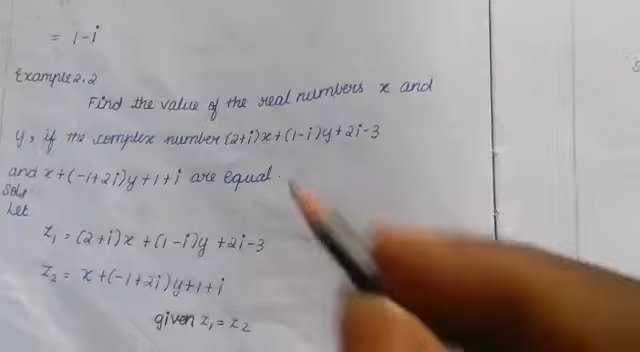 = 1-i
Example 2.2
Find the value of the real numbers x and
y, if the complex number (2+i)x+(1-i)y+2i-3
and x+(-1+2i)y+1+i are equal.
Soln
Let
z₁ = (2+i)x+(1-i)y+2i-3
z₂ = x+(-1+2i)y+1+i
given z₁=z₂